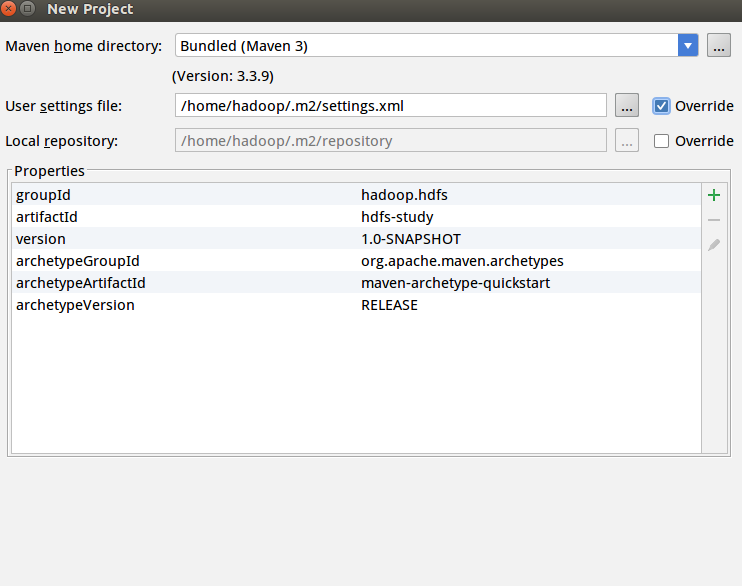 New Project
Maven home directory: Bundled (Maven 3) ...
(Version: 3.3.9)
User settings file: /home/hadoop/.m2/settings.xml ... Override
Local repository: /home/hadoop/.m2/repository ... Override
Properties
groupId hadoop.hdfs
artifactId hdfs-study
version 1.0-SNAPSHOT
archetypeGroupId org.apache.maven.archetypes
archetypeArtifactId maven-archetype-quickstart
archetypeVersion RELEASE